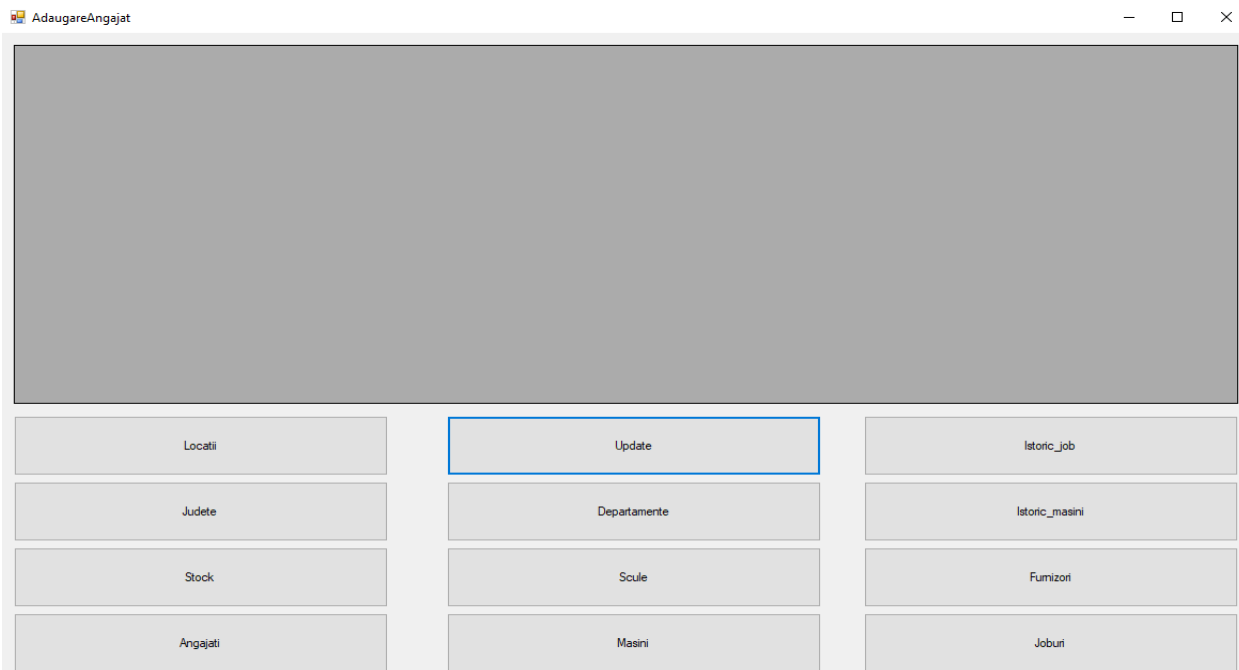 AdaugareAngajat
Locatii
Update
Istoric_job
Judete
Departamente
Istoric_masini
Stock
Scule
Furnizori
Angajati
Masini
Joburi